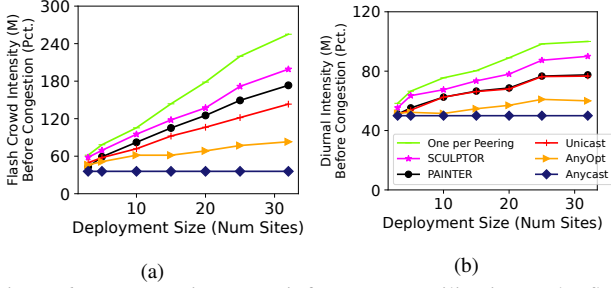 Flash Crowd Intensity (M)
Before Congestion (Pct.)
300
240
180
120
60
0
10
20
30
Deployment Size (Num Sites)
(a)
Diurnal Intensity (M)
Before Congestion (Pct.)
120
80
40
0
One per Peering
SCULPTOR
PAINTER
Unicast
AnyOpt
Anycast
10
20
30
Deployment Size (Num Sites)
(b)